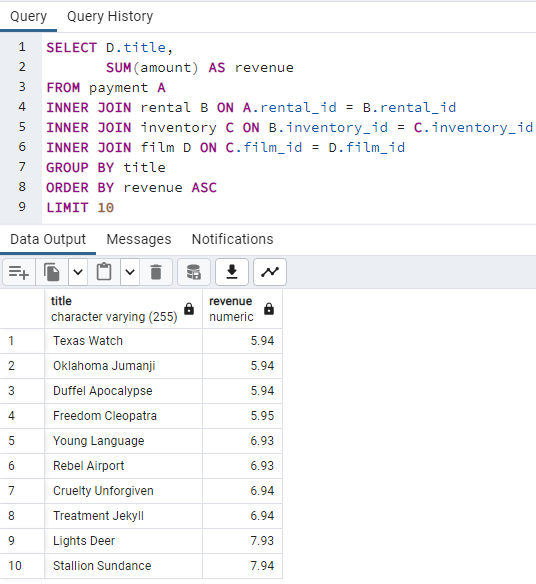 Query Query History
1 SELECT D.title,
2 SUM(amount) AS revenue
3 FROM payment A
4 INNER JOIN rental B ON A.rental_id = B.rental_id
5 INNER JOIN inventory C ON B.inventory_id = C.inventory_id
6 INNER JOIN film D ON C.film_id = D.film_id
7 GROUP BY title
8 ORDER BY revenue ASC
9 LIMIT 10
Data Output Messages Notifications
title revenue
character varying (255) numeric
1 Texas Watch 5.94
2 Oklahoma Jumanji 5.94
3 Duffel Apocalypse 5.94
4 Freedom Cleopatra 5.95
5 Young Language 6.93
6 Rebel Airport 6.93
7 Cruelty Unforgiven 6.94
8 Treatment Jekyll 6.94
9 Lights Deer 7.93
10 Stallion Sundance 7.94